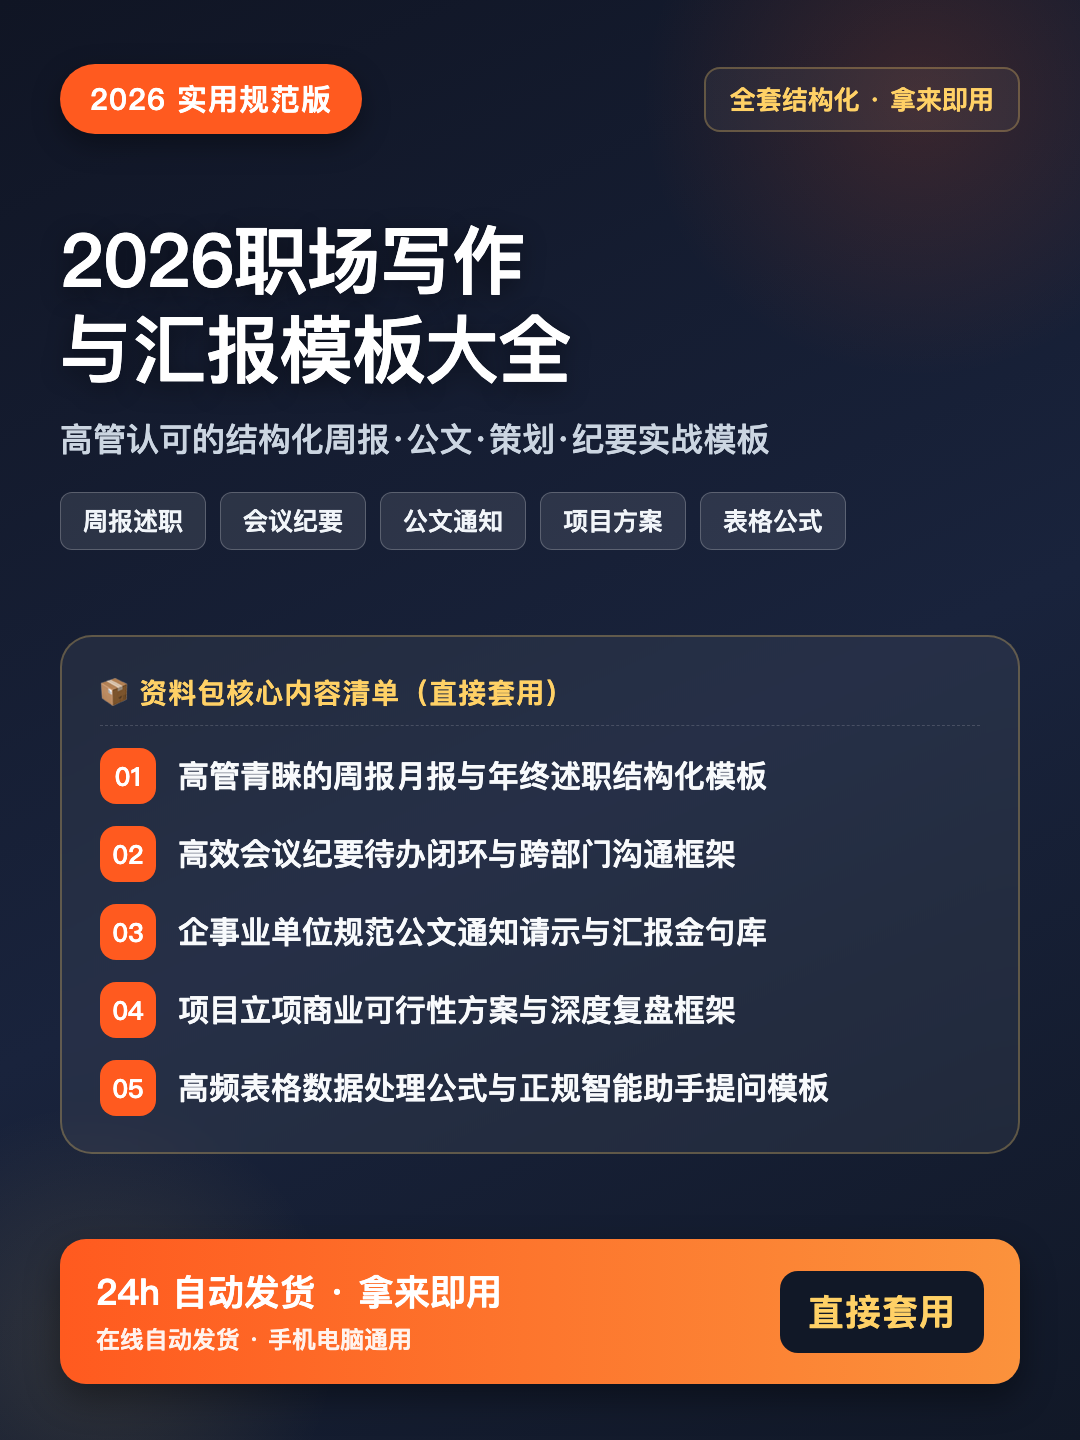 2026 实用规范版
全套结构化 · 拿来即用
2026职场写作
与汇报模板大全
高管认可的结构化周报·公文·策划·纪要实战模板
周报述职
会议纪要
公文通知
项目方案
表格公式
资料包核心内容清单（直接套用）
01 高管青睐的周报月报与年终述职结构化模板
02 高效会议纪要待办闭环与跨部门沟通框架
03 企事业单位规范公文通知请示与汇报金句库
04 项目立项商业可行性方案与深度复盘框架
05 高频表格数据处理公式与正规智能助手提问模板
24h 自动发货 · 拿来即用
在线自动发货 · 手机电脑通用
直接套用